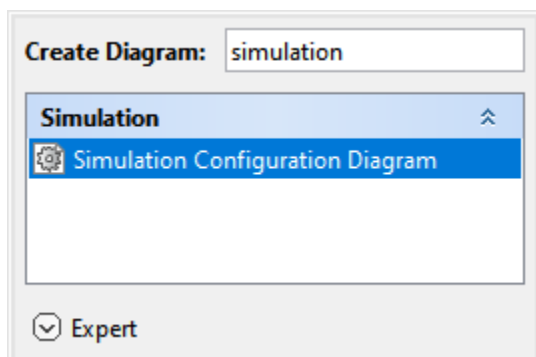 Create Diagram: simulation
Simulation
Simulation Configuration Diagram
Expert